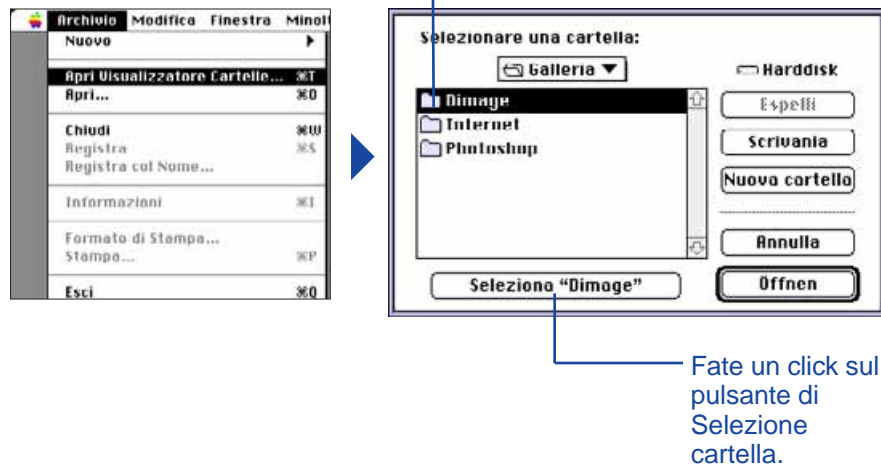 Archivio Modifica Finestra Minolt
Nuovo
Apri Visualizzatore Cartelle... ⌘T
Apri... ⌘O
Chiudi ⌘W
Registra ⌘S
Registra col Nome...
Informazioni ⌘I
Formato di Stampa...
Stampa... ⌘P
Esci ⌘Q
Selezionare una cartella:
Galleria
Harddisk
Dimage
Internet
Photoshop
Espelli
Scrivania
Nuova cartello
Annulla
Öffnen
Seleziona “Dimage”
Fate un click sul
pulsante di
Selezione
cartella.